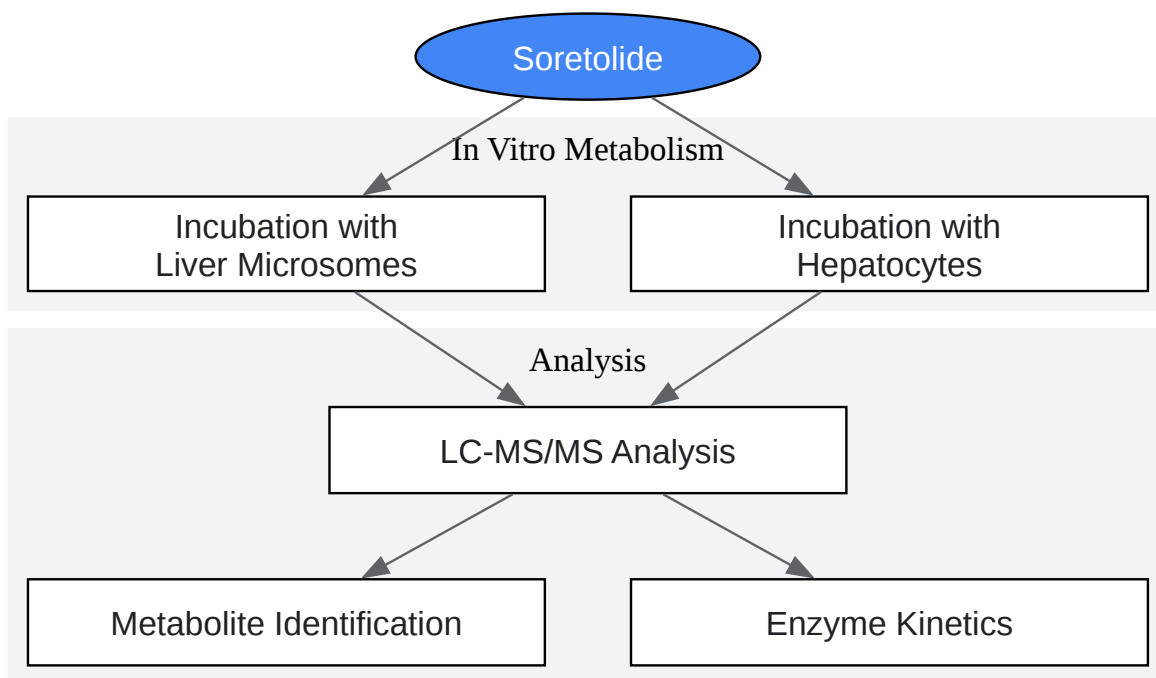 Soretolide
In Vitro Metabolism
Incubation with
Liver Microsomes
Incubation with
Hepatocytes
Analysis
LC-MS/MS Analysis
Metabolite Identification
Enzyme Kinetics